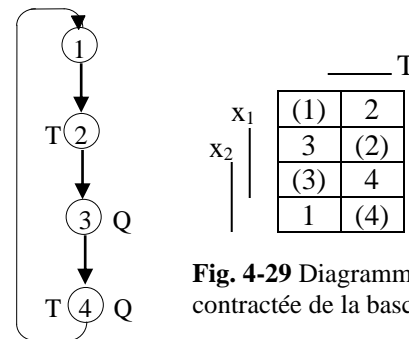 1
T 2
3 Q
T 4 Q
T
x1 (1) 2
x2 3 (2)
(3) 4
1 (4)
Fig. 4-29 Diagramm
contractée de la basc